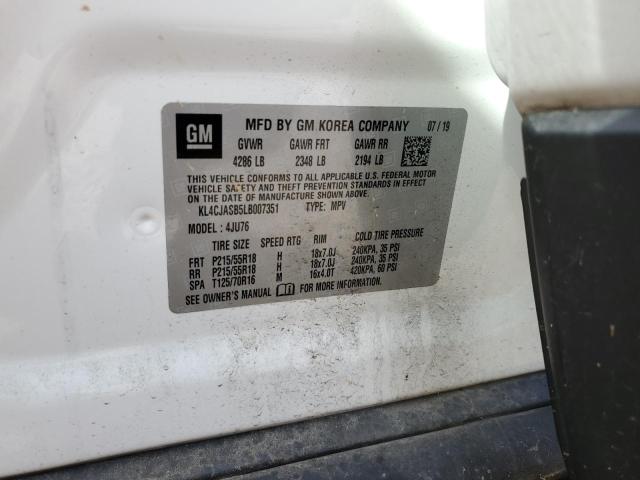 GM
MFD BY GM KOREA COMPANY 07/19
GVWR GAWR FRT GAWR RR
4286 LB 2348 LB 2194 LB
THIS VEHICLE CONFORMS TO ALL APPLICABLE U.S. FEDERAL MOTOR
VEHICLE SAFETY AND THEFT PREVENTION STANDARDS IN EFFECT
ON THE DATE OF MANUFACTURE SHOWN ABOVE.
KL4CJASB5LB007351 TYPE: MPV
MODEL: 4JU76
TIRE SIZE SPEED RTG RIM COLD TIRE PRESSURE
FRT P215/55R18 H 18x7.0J 240KPA, 35 PSI
RR P215/55R18 H 18x7.0J 240KPA, 35 PSI
SPA T125/70R16 M 16x4.0T 420KPA, 60 PSI
SEE OWNER'S MANUAL FOR MORE INFORMATION